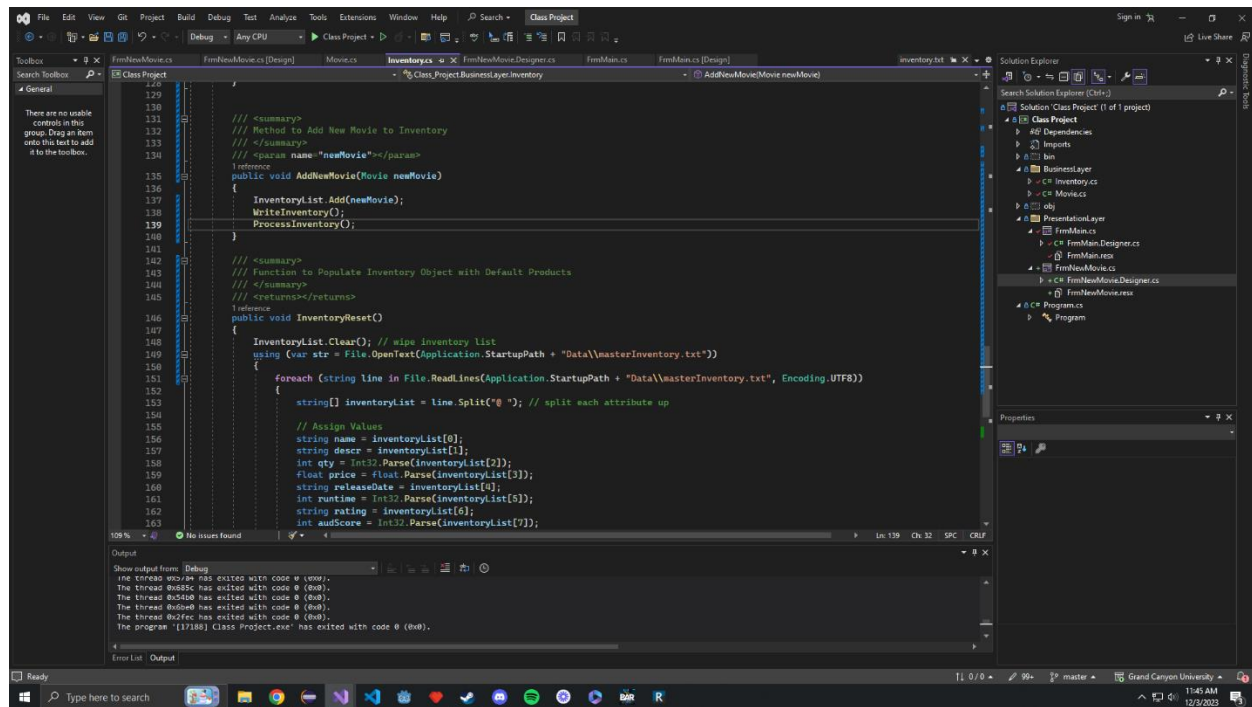 File Edit View Git Project Build Debug Test Analyze Tools Extensions Window Help Search Class Project Sign in
Debug Any CPU Class Project Live Share
Toolbox
Search Toolbox
General
There are no usable
controls in this
group. Drag an item
onto this text to add
it to the toolbox.
FrmNewMovie.cs FrmNewMovie.cs [Design] Movie.cs Inventory.cs FrmNewMovie.Designer.cs FrmMain.cs FrmMain.cs [Design] inventory.txt
Class Project Class_Project.BusinessLayer.Inventory AddNewMovie(Movie newMovie)
128 }
129
130
131 /// <summary>
132 /// Method to Add New Movie to Inventory
133 /// </summary>
134 /// <param name="newMovie"></param>
1 reference
135 public void AddNewMovie(Movie newMovie)
136 {
137 InventoryList.Add(newMovie);
138 WriteInventory();
139 ProcessInventory();
140 }
141
142 /// <summary>
143 /// Function to Populate Inventory Object with Default Products
144 /// </summary>
145 /// <returns></returns>
1 reference
146 public void InventoryReset()
147 {
148 InventoryList.Clear(); // wipe inventory list
149 using (var str = File.OpenText(Application.StartupPath + "Data\\masterInventory.txt"))
150 {
151 foreach (string line in File.ReadLines(Application.StartupPath + "Data\\masterInventory.txt", Encoding.UTF8))
152 {
153 string[] inventoryList = line.Split("@ "); // split each attribute up
154
155 // Assign Values
156 string name = inventoryList[0];
157 string descr = inventoryList[1];
158 int qty = Int32.Parse(inventoryList[2]);
159 float price = float.Parse(inventoryList[3]);
160 string releaseDate = inventoryList[4];
161 int runtime = Int32.Parse(inventoryList[5]);
162 string rating = inventoryList[6];
163 int audScore = Int32.Parse(inventoryList[7]);
109 % No issues found Ln: 139 Ch: 32 SPC CRLF
Output
Show output from: Debug
The thread 0x57a4 has exited with code 0 (0x0).
The thread 0x685c has exited with code 0 (0x0).
The thread 0x54b0 has exited with code 0 (0x0).
The thread 0x6be0 has exited with code 0 (0x0).
The thread 0x2fec has exited with code 0 (0x0).
The program '[17188] Class Project.exe' has exited with code 0 (0x0).
Error List Output
Solution Explorer
Search Solution Explorer (Ctrl+;)
Solution 'Class Project' (1 of 1 project)
Class Project
Dependencies
Imports
bin
BusinessLayer
C# Inventory.cs
C# Movie.cs
obj
PresentationLayer
FrmMain.cs
C# FrmMain.Designer.cs
FrmMain.resx
FrmNewMovie.cs
C# FrmNewMovie.Designer.cs
FrmNewMovie.resx
C# Program.cs
Program
Properties
Diagnostic Tools
Ready 0 / 0 99+ master Grand Canyon University
Type here to search BAR R 11:45 AM
12/3/2023